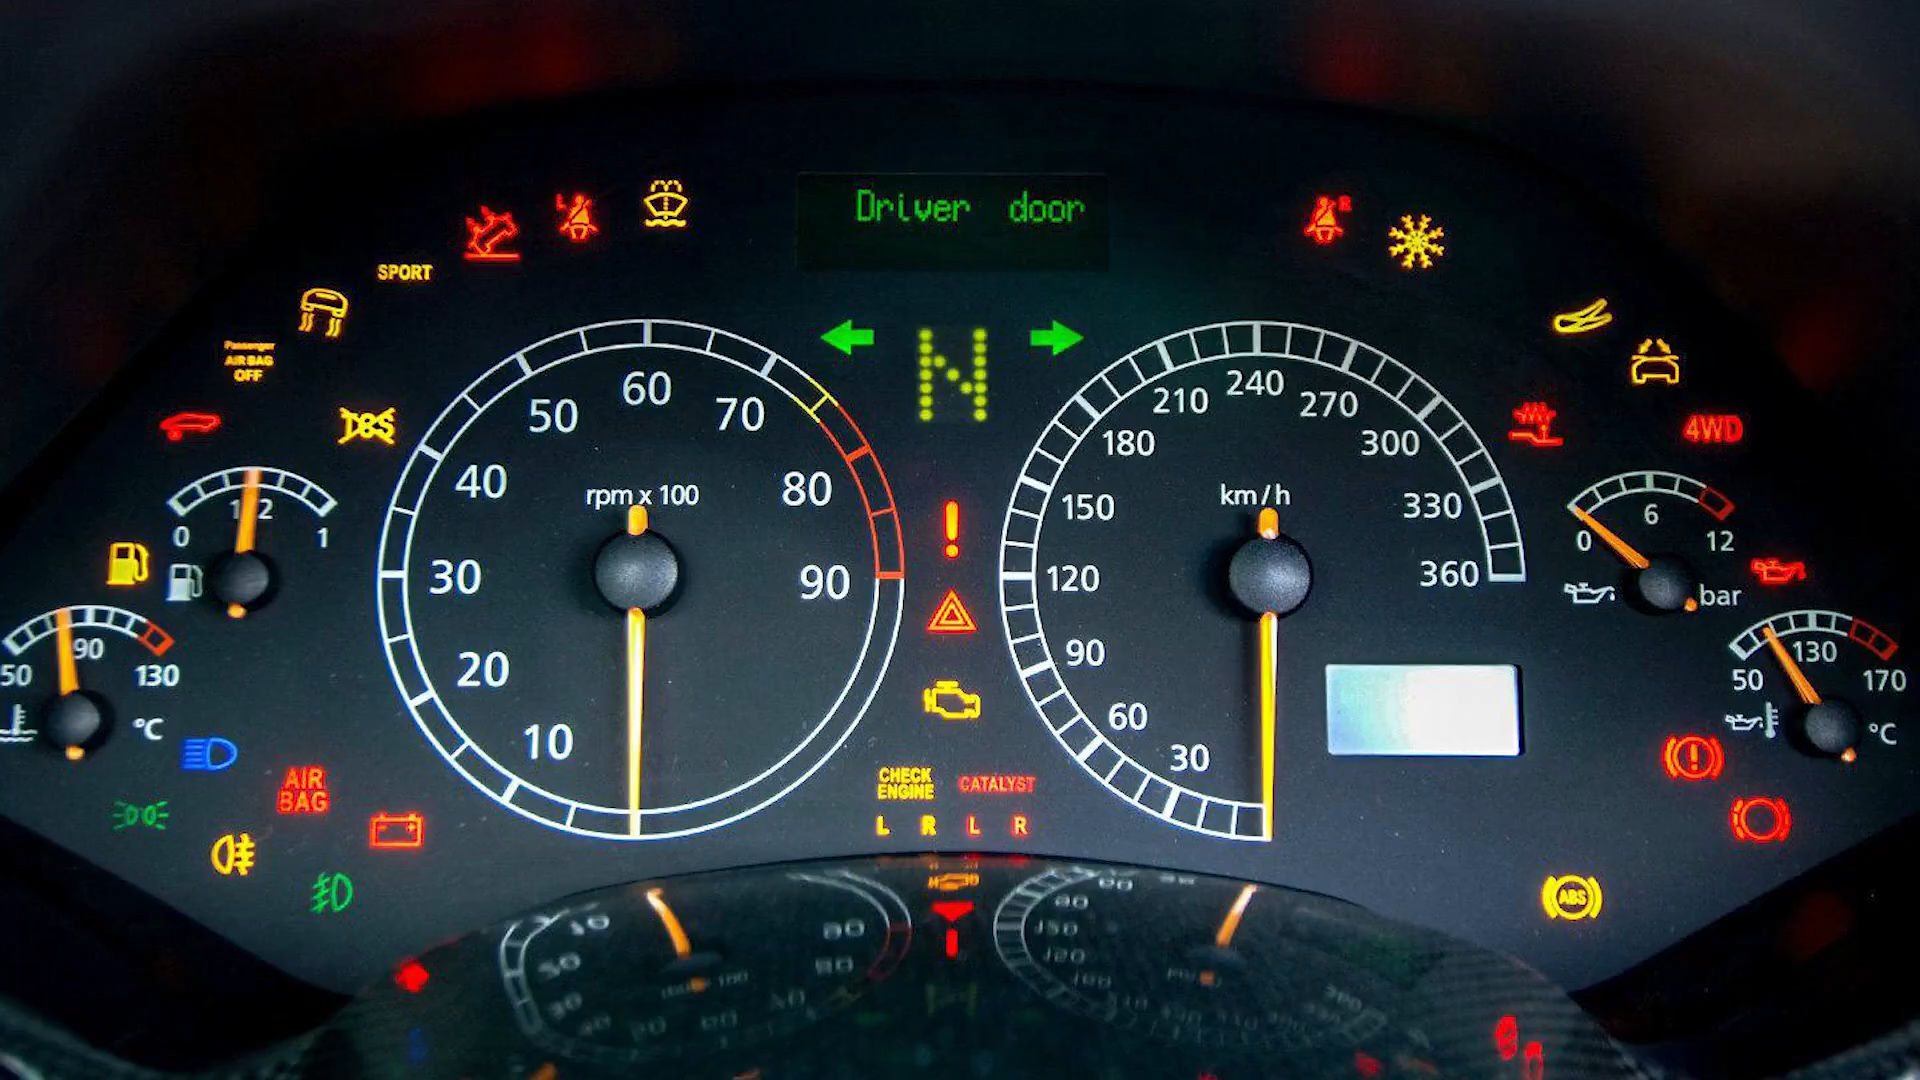 Driver door
SPORT
Passenger
AIRBAG
OFF
N
R
4WD
0
1/2
1
50
90
130
°C
rpm x 100
10
20
30
40
50
60
70
80
90
km/h
30
60
90
120
150
180
210
240
270
300
330
360
0
6
12
bar
50
130
170
°C
AIR
BAG
CHECK
ENGINE
CATALYST
L R L R
ABS